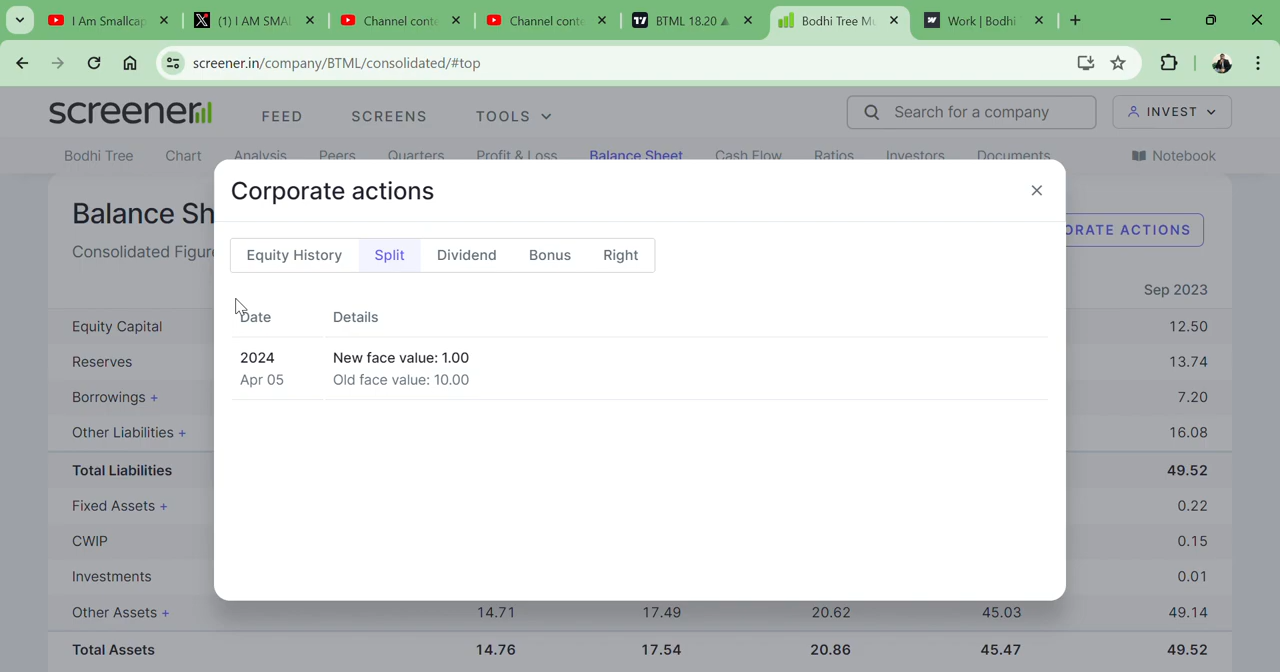 I Am Smallcap
(1) I AM SMAL
Channel conte
Channel conte
BTML 18.20
Bodhi Tree Mu
Work | Bodhi
screener.in/company/BTML/consolidated/#top
screener
FEED
SCREENS
TOOLS
Search for a company
INVEST
Bodhi Tree
Chart
Analysis
Peers
Quarters
Profit & Loss
Balance Sheet
Cash Flow
Ratios
Investors
Documents
Notebook
Corporate actions
Balance Sh
Consolidated Figure
ORATE ACTIONS
Equity History
Split
Dividend
Bonus
Right
Sep 2023
Date
Details
2024
New face value: 1.00
Apr 05
Old face value: 10.00
Equity Capital
12.50
Reserves
13.74
Borrowings +
7.20
Other Liabilities +
16.08
Total Liabilities
49.52
Fixed Assets +
0.22
CWIP
0.15
Investments
0.01
Other Assets +
14.71
17.49
20.62
45.03
49.14
Total Assets
14.76
17.54
20.86
45.47
49.52